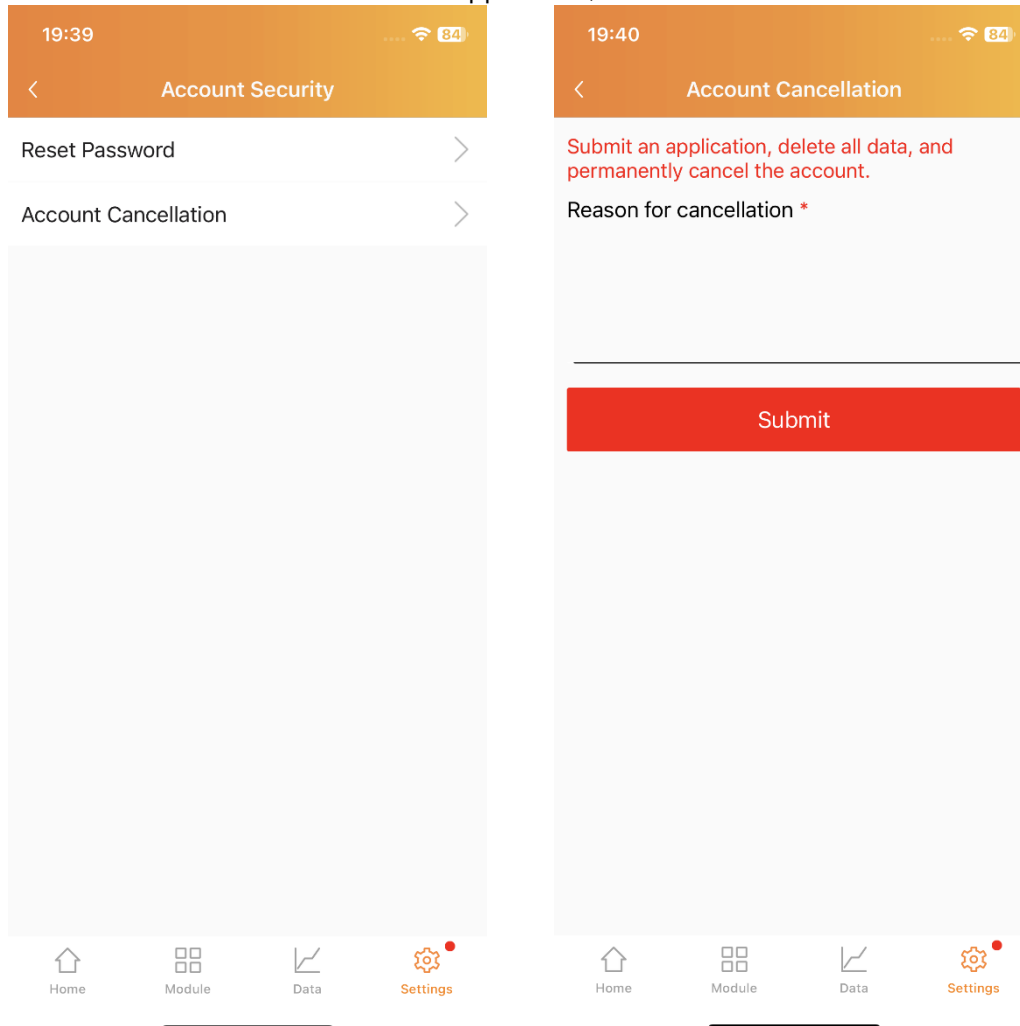 19:39
84
Account Security
Reset Password
Account Cancellation
Home
Module
Data
Settings
19:40
84
Account Cancellation
Submit an application, delete all data, and
permanently cancel the account.
Reason for cancellation *
Submit
Home
Module
Data
Settings